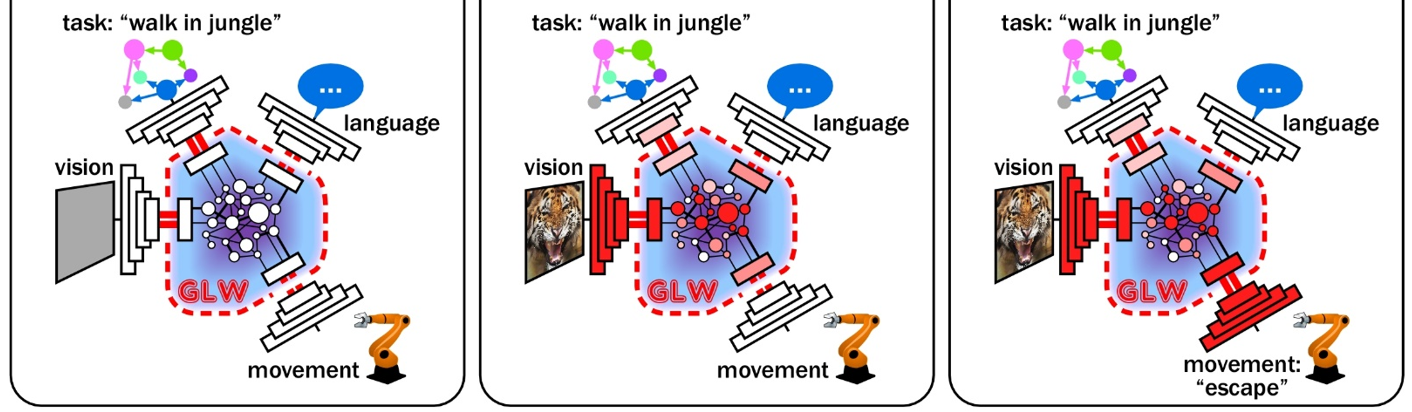 task: “walk in jungle”
...
language
vision
GLW
movement
task: “walk in jungle”
...
language
vision
GLW
movement
task: “walk in jungle”
...
language
vision
GLW
movement:
“escape”